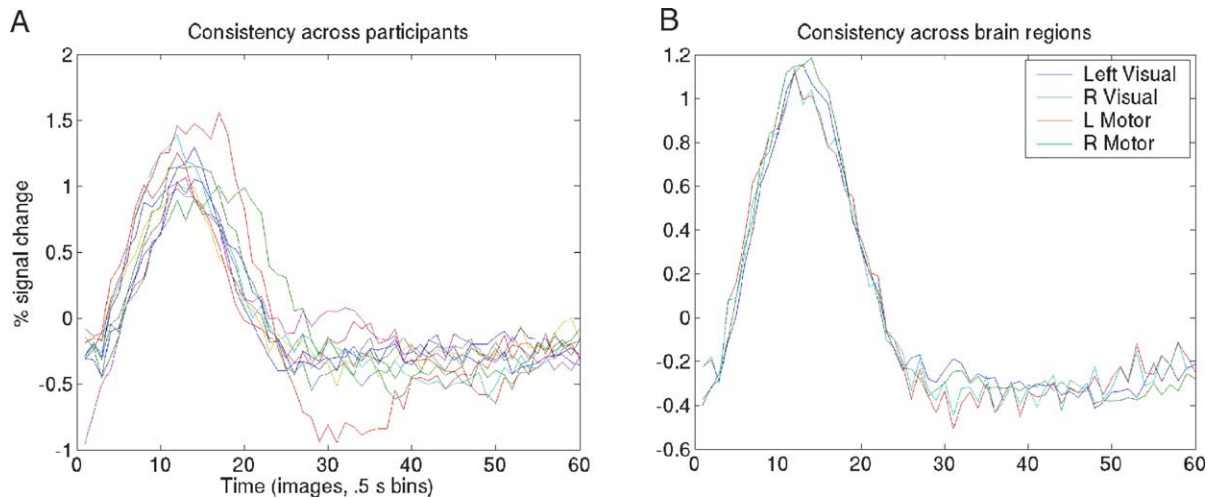 A
Consistency across participants
2
1.5
1
0.5
0
-0.5
-1
% signal change
0 10 20 30 40 50 60
Time (images, .5 s bins)
B
Consistency across brain regions
1.2
1
0.8
0.6
0.4
0.2
0
-0.2
-0.4
-0.6
0 10 20 30 40 50 60
Left Visual
R Visual
L Motor
R Motor